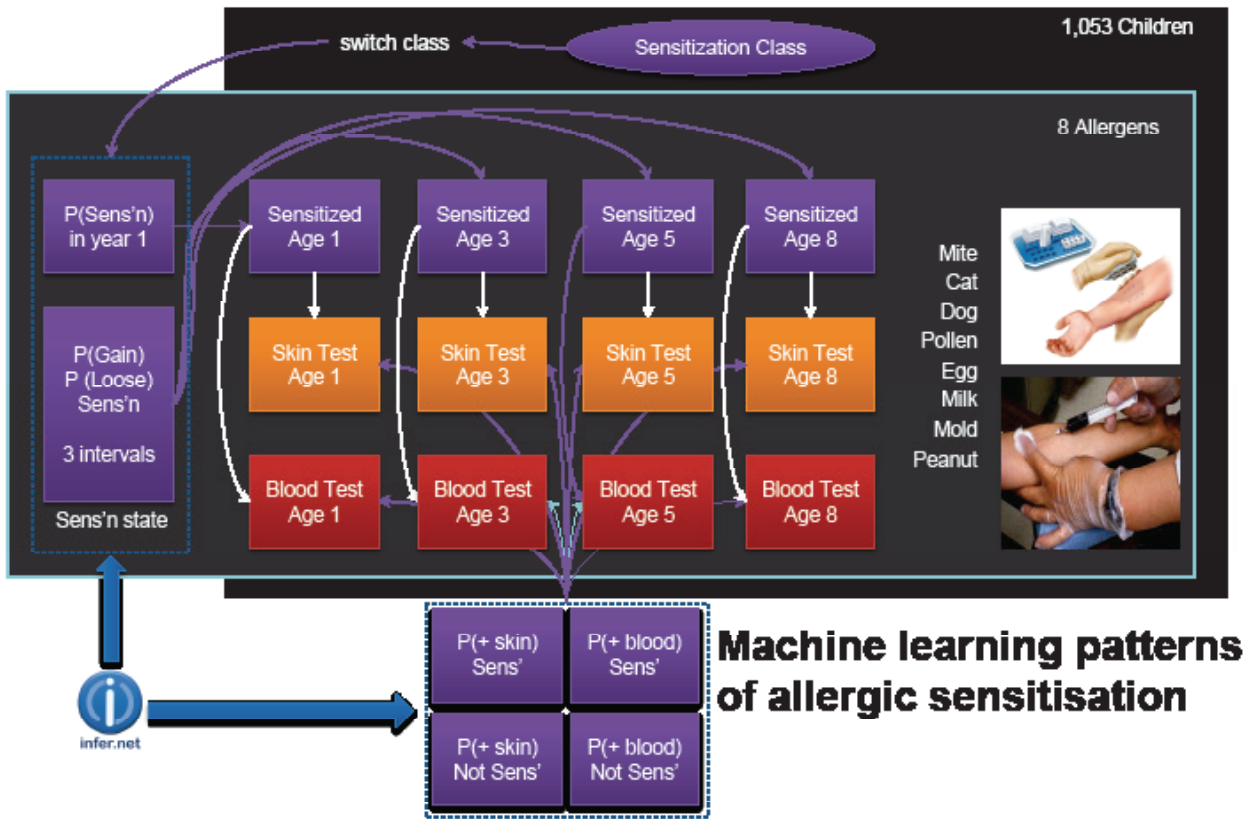 1,053 Children
switch class
Sensitization Class
8 Allergens
P(Sens'n)
in year 1
Sensitized
Age 1
Sensitized
Age 3
Sensitized
Age 5
Sensitized
Age 8
P(Gain)
P (Loose)
Sens'n
3 intervals
Sens'n state
Skin Test
Age 1
Skin Test
Age 3
Skin Test
Age 5
Skin Test
Age 8
Blood Test
Age 1
Blood Test
Age 3
Blood Test
Age 5
Blood Test
Age 8
Mite
Cat
Dog
Pollen
Egg
Milk
Mold
Peanut
P(+ skin)
Sens'
P(+ blood)
Sens'
P(+ skin)
Not Sens'
P(+ blood)
Not Sens'
infer.net
Machine learning patterns
of allergic sensitisation